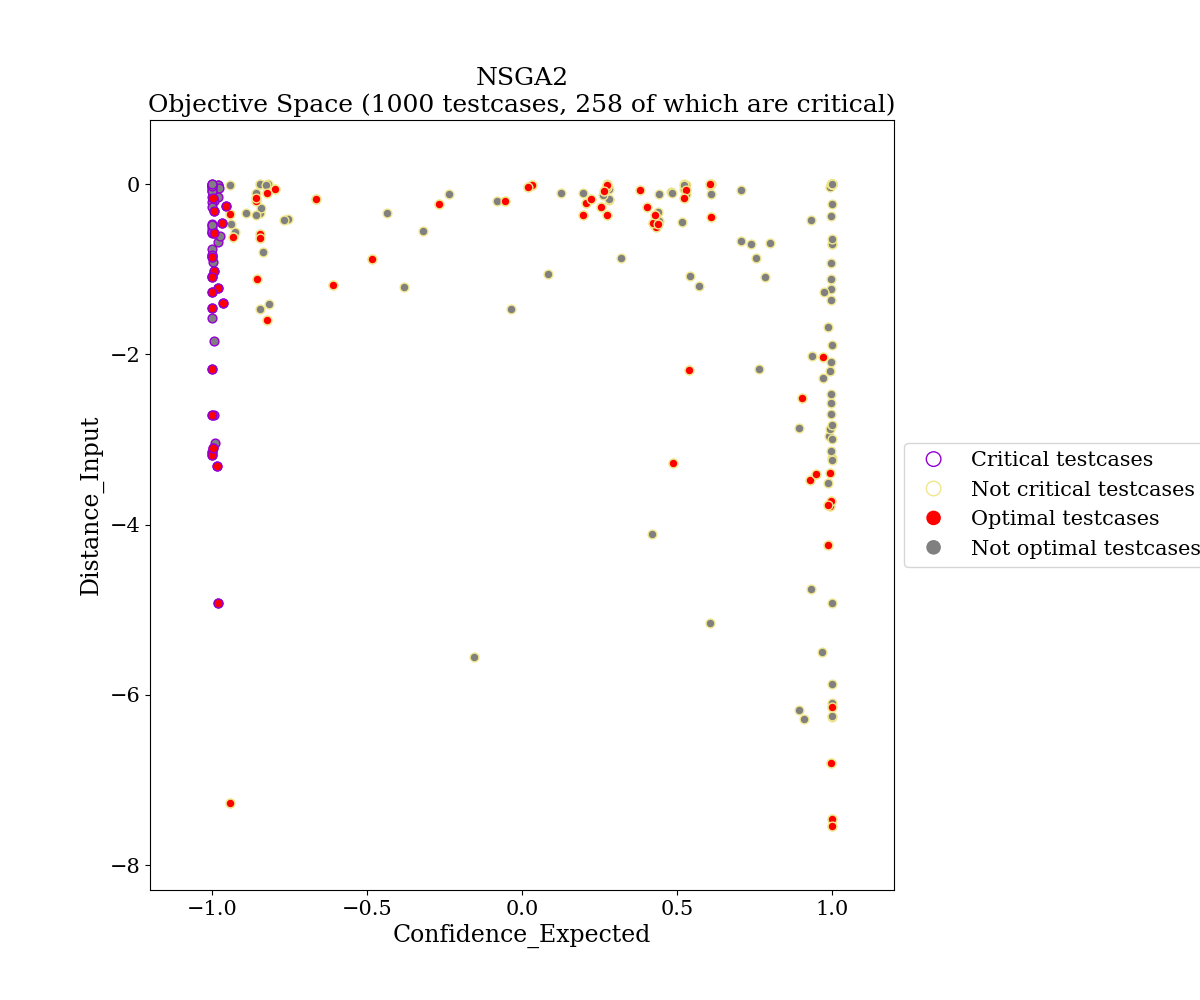 NSGA2
Objective Space (1000 testcases, 258 of which are critical)
0
−2
−4
−6
−8
Distance_Input
−1.0
−0.5
0.0
0.5
1.0
Confidence_Expected
Critical testcases
Not critical testcases
Optimal testcases
Not optimal testcases